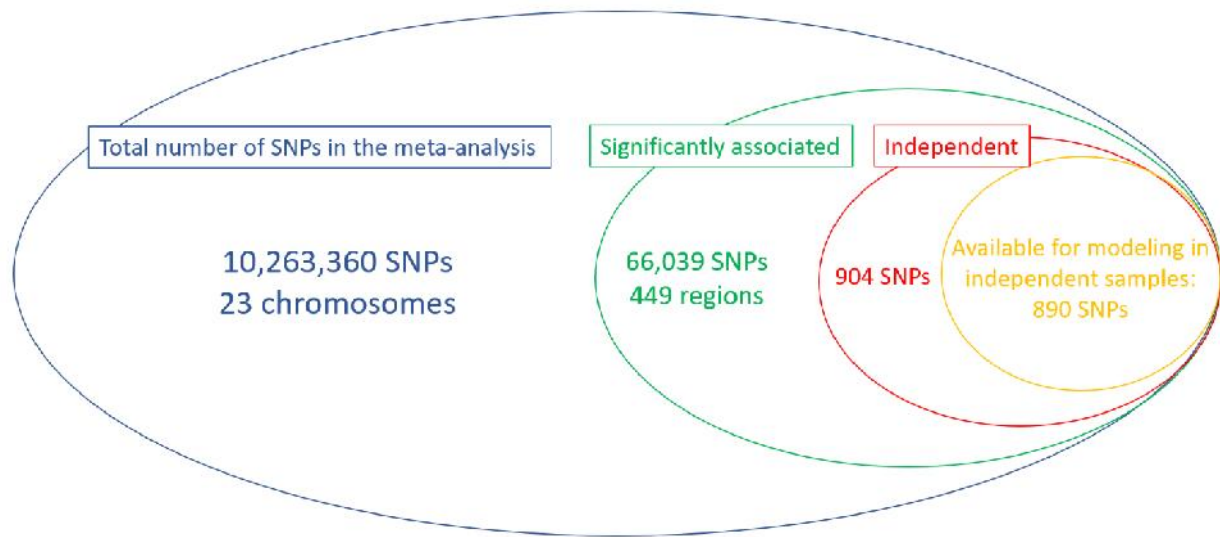 Total number of SNPs in the meta-analysis
Significantly associated
Independent
10,263,360 SNPs
23 chromosomes
66,039 SNPs
449 regions
904 SNPs
Available for modeling in
independent samples:
890 SNPs